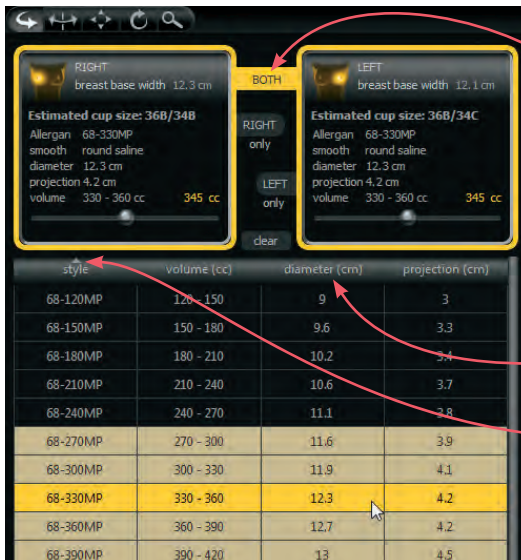 RIGHT
breast base width 12.3 cm
Estimated cup size: 36B/34B
Allergan 68-330MP
smooth round saline
diameter 12.3 cm
projection 4.2 cm
volume 330 - 360 cc 345 cc
BOTH
RIGHT
only
LEFT
only
clear
LEFT
breast base width 12.1 cm
Estimated cup size: 36B/34C
Allergan 68-330MP
smooth round saline
diameter 12.3 cm
projection 4.2 cm
volume 330 - 360 cc 345 cc
style volume (cc) diameter (cm) projection (cm)
68-120MP 120 - 150 9 3
68-150MP 150 - 180 9.6 3.3
68-180MP 180 - 210 10.2 3.4
68-210MP 210 - 240 10.6 3.7
68-240MP 240 - 270 11.1 3.8
68-270MP 270 - 300 11.6 3.9
68-300MP 300 - 330 11.9 4.1
68-330MP 330 - 360 12.3 4.2
68-360MP 360 - 390 12.7 4.2
68-390MP 390 - 420 13 4.5